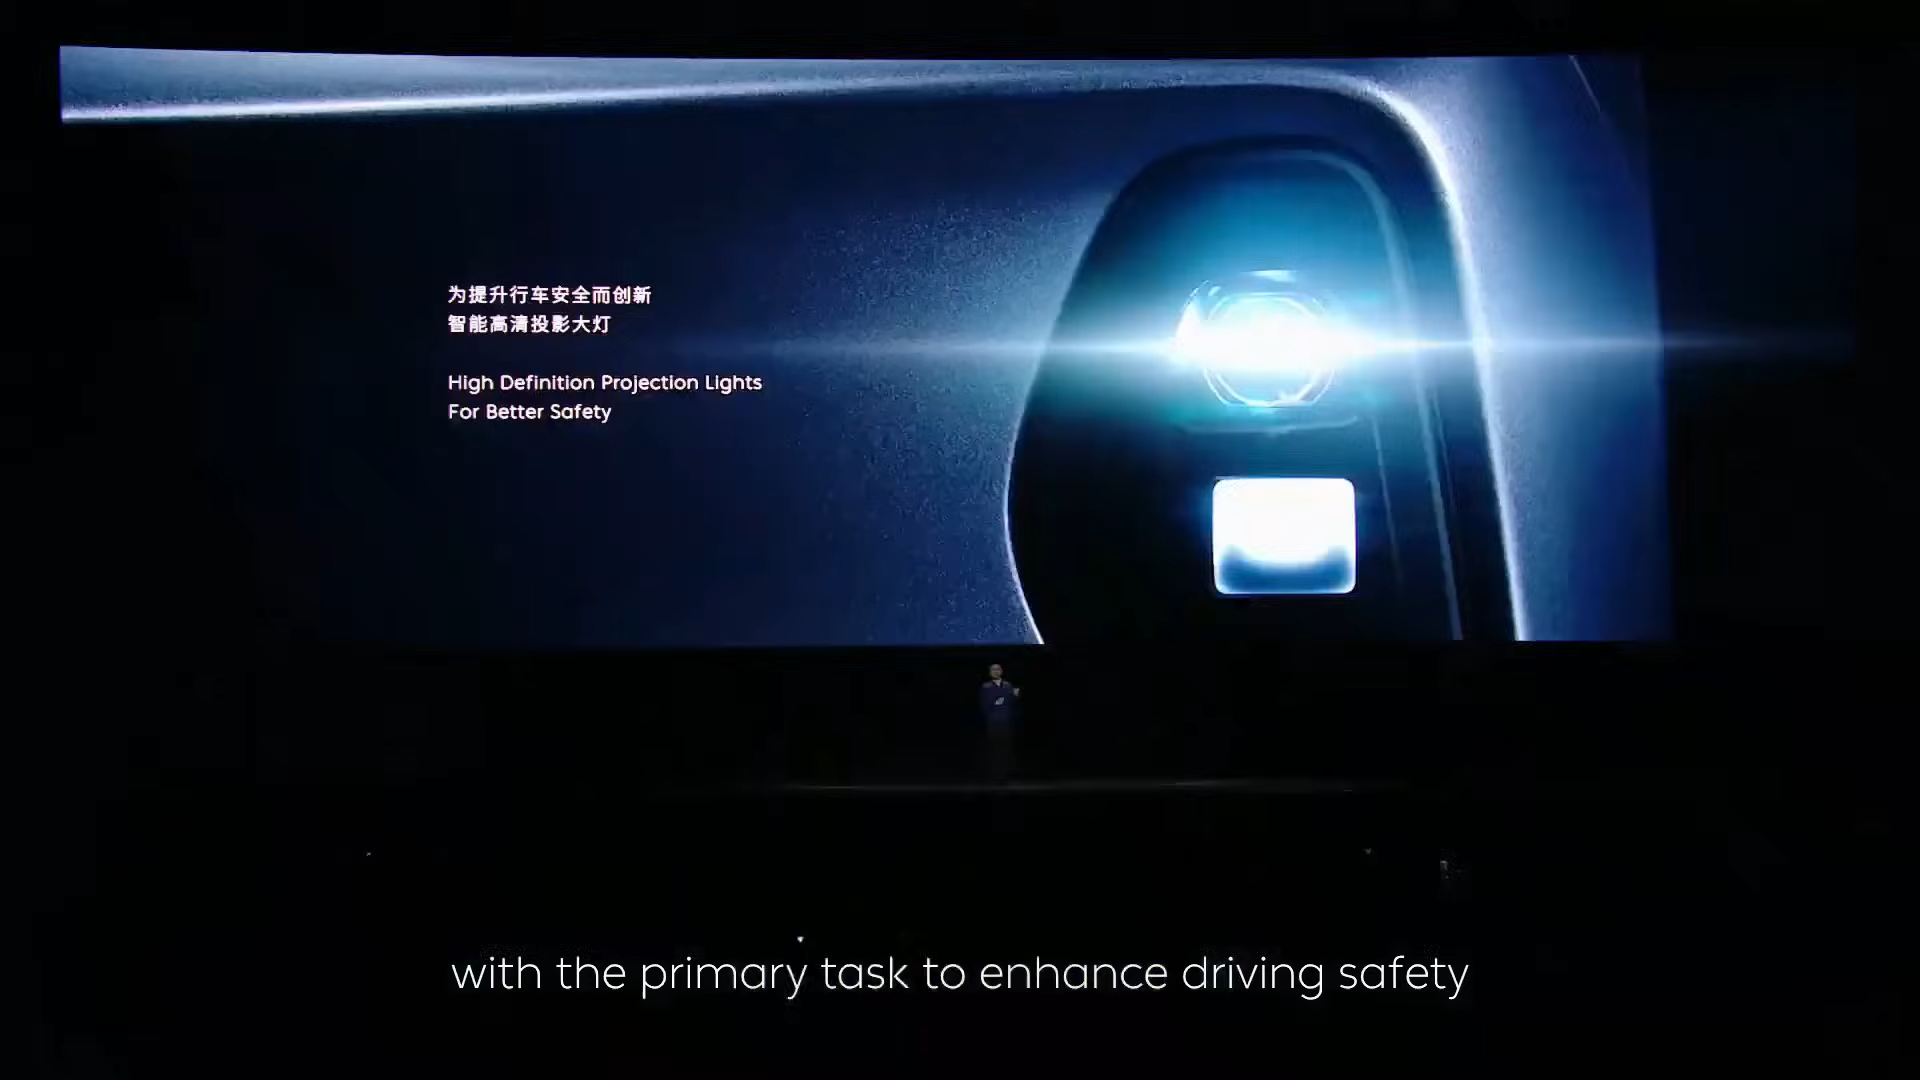 为提升行车安全而创新
智能高清投影大灯
High Definition Projection Lights
For Better Safety
with the primary task to enhance driving safety